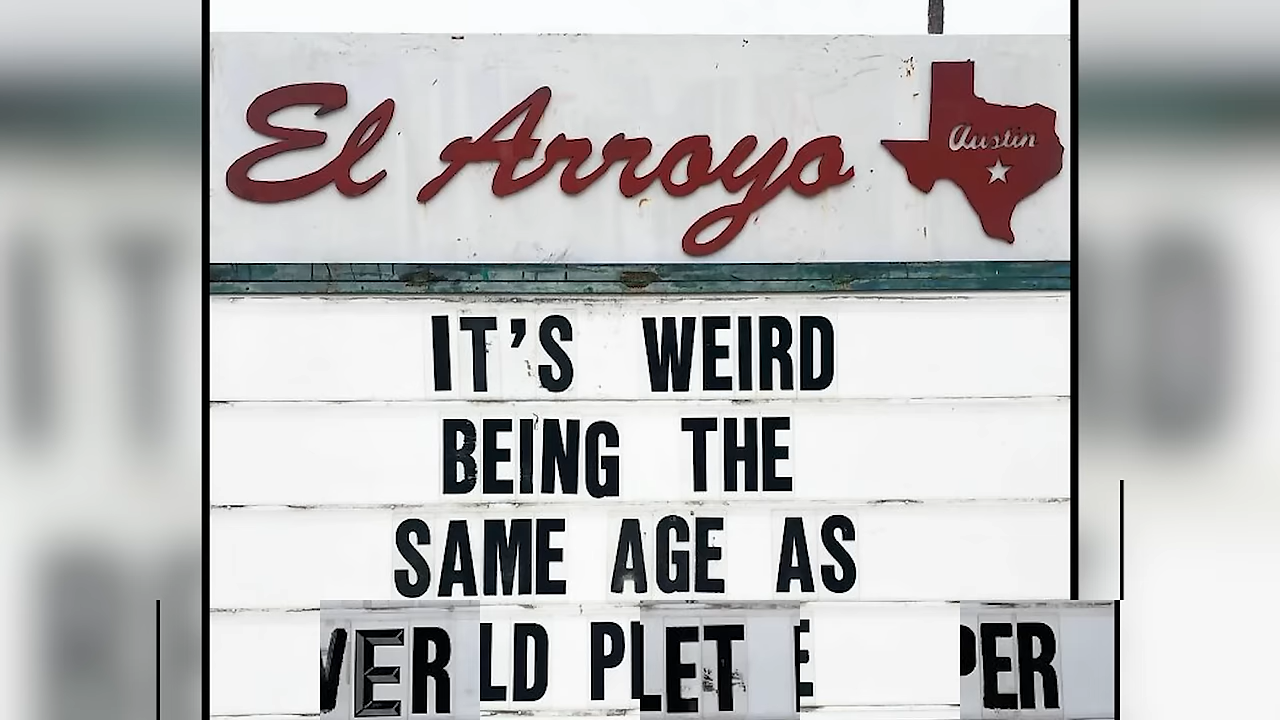 El Arroyo
Austin
IT'S WEIRD
BEING THE
SAME AGE AS